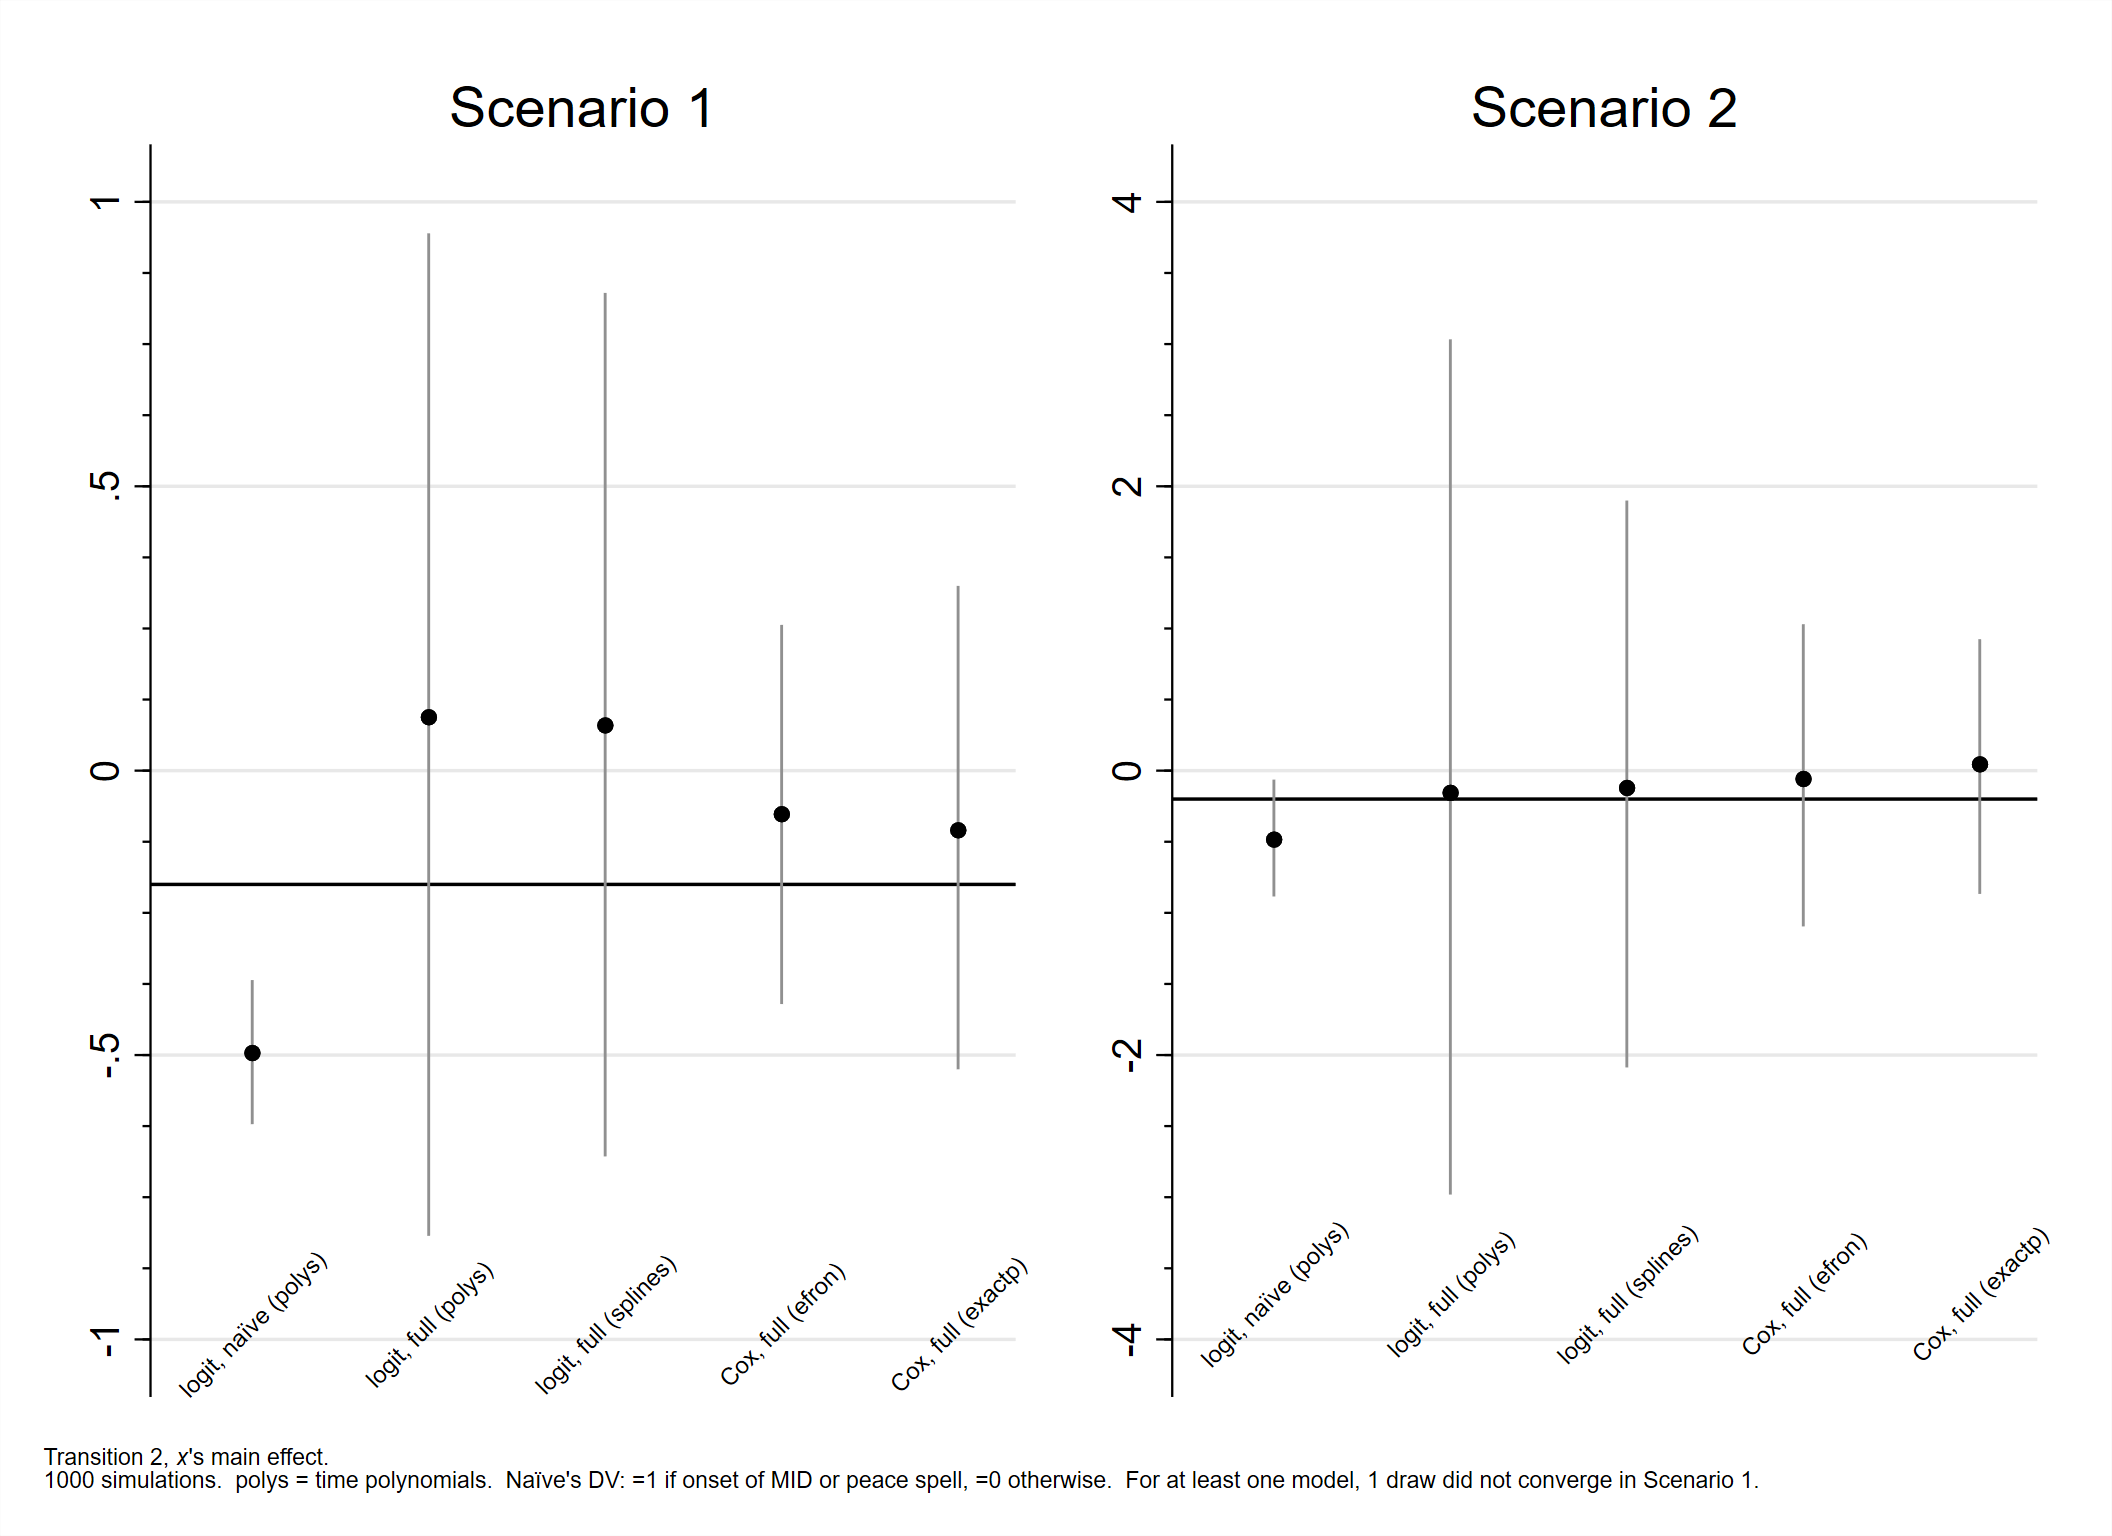 Scenario 1
1
.5
0
-.5
-1
logit, naïve (polys)
logit, full (polys)
logit, full (splines)
Cox, full (efron)
Cox, full (exactp)
Scenario 2
4
2
0
-2
-4
logit, naïve (polys)
logit, full (polys)
logit, full (splines)
Cox, full (efron)
Cox, full (exactp)
Transition 2, x's main effect.
1000 simulations.  polys = time polynomials.  Naïve's DV: =1 if onset of MID or peace spell, =0 otherwise.  For at least one model, 1 draw did not converge in Scenario 1.